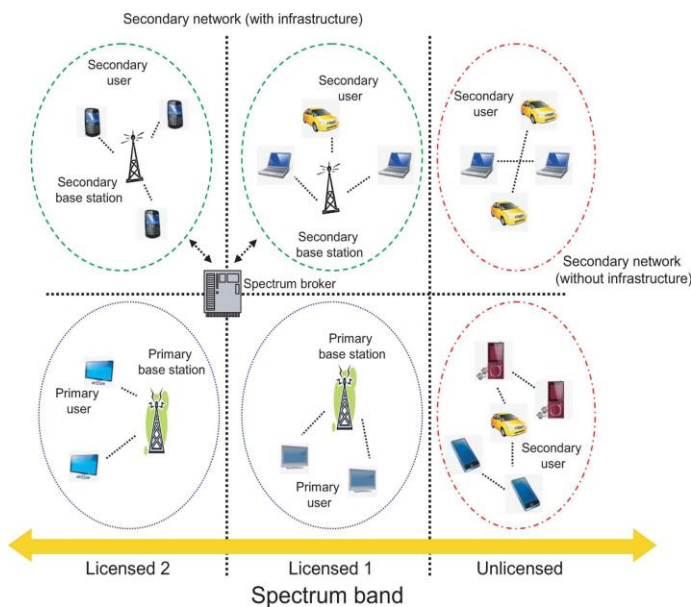 Secondary network (with infrastructure)
Secondary
user
Secondary
base station
Secondary
user
Secondary
base station
Secondary
user
Secondary network
(without infrastructure)
Spectrum broker
Primary
base station
Primary
user
Primary
base station
Primary
user
Secondary
user
Licensed 2
Licensed 1
Unlicensed
Spectrum band